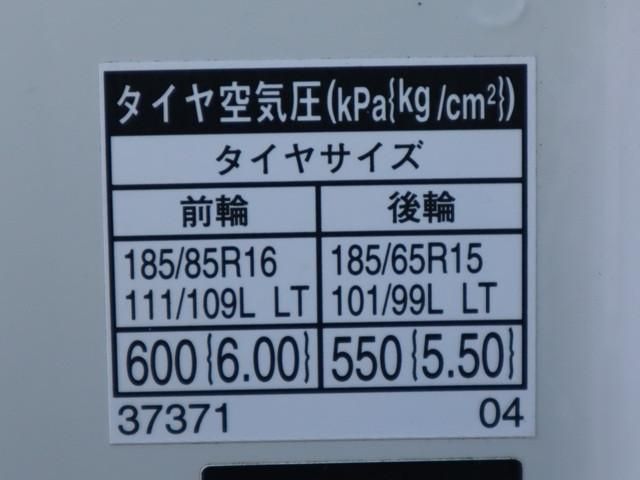 タイヤ空気圧(kPa{kg/cm²})
タイヤサイズ
前輪 後輪
185/85R16 185/65R15
111/109L LT 101/99L LT
600{6.00} 550{5.50}
37371 04